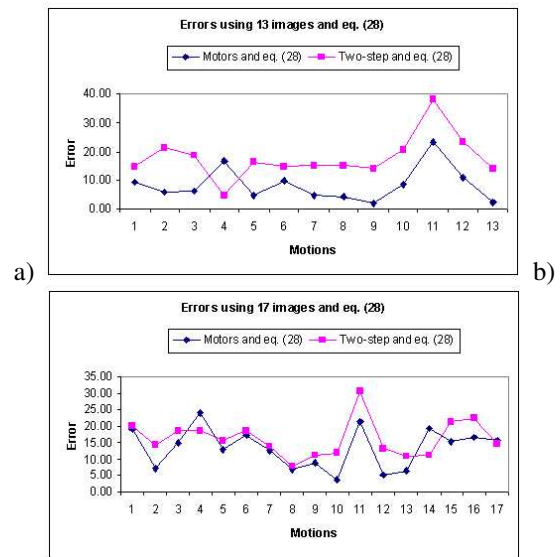 Errors using 13 images and eq. (28)
Motors and eq. (28) Two-step and eq. (28)
40.00
30.00
20.00
10.00
0.00
Error
1 2 3 4 5 6 7 8 9 10 11 12 13
Motions
a) b)
Errors using 17 images and eq. (28)
Motors and eq. (28) Two-step and eq. (28)
35.00
30.00
25.00
20.00
15.00
10.00
5.00
0.00
Error
1 2 3 4 5 6 7 8 9 10 11 12 13 14 15 16 17
Motions